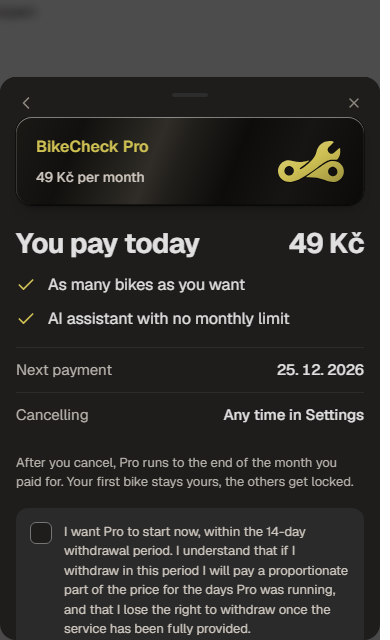 BikeCheck Pro
49 Kč per month
You pay today 49 Kč
As many bikes as you want
AI assistant with no monthly limit
Next payment 25. 12. 2026
Cancelling Any time in Settings
After you cancel, Pro runs to the end of the month you
paid for. Your first bike stays yours, the others get locked.
I want Pro to start now, within the 14-day
withdrawal period. I understand that if I
withdraw in this period I will pay a proportionate
part of the price for the days Pro was running,
and that I lose the right to withdraw once the
service has been fully provided.